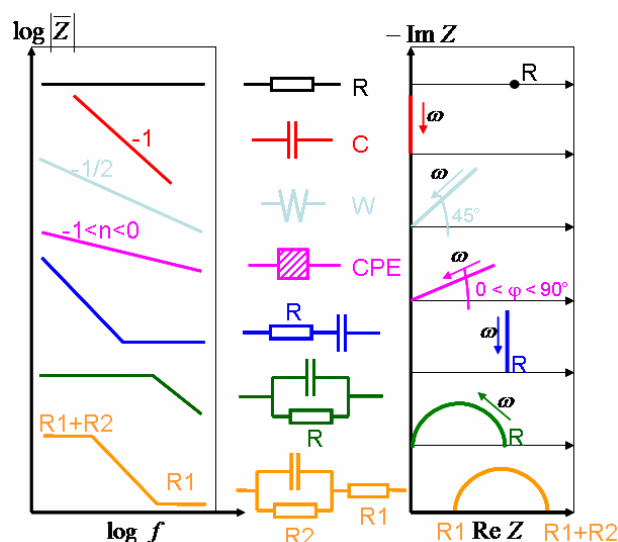 log |Z̅|
− Im Z
R
R
ω
-1
C
-1/2
W
ω
45°
-1<n<0
CPE
ω
0 < φ < 90°
R
ω
R
ω
R
R
R1+R2
R1
R1
R2
log f
R1
Re Z
R1+R2